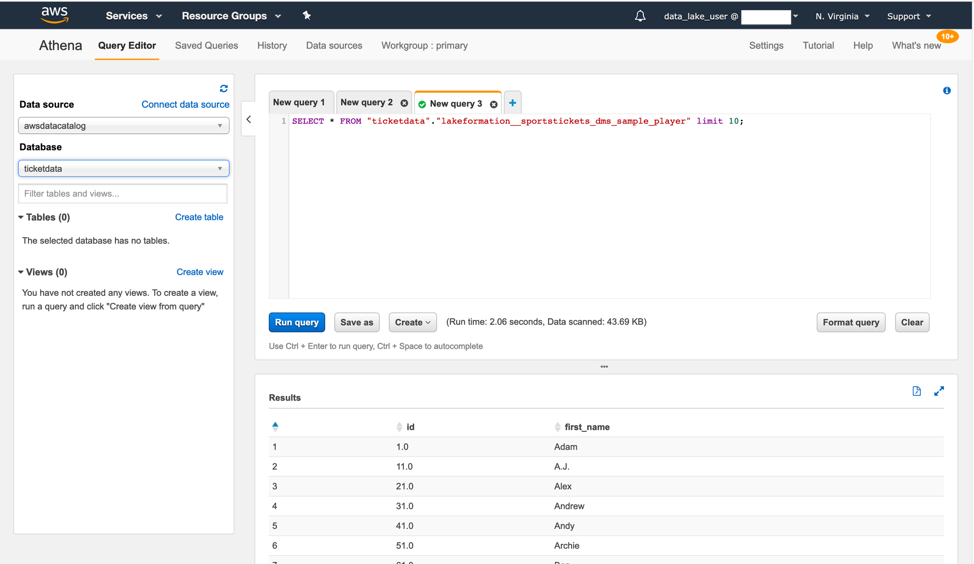 aws Services Resource Groups data_lake_user @ N. Virginia Support
Athena Query Editor Saved Queries History Data sources Workgroup : primary Settings Tutorial Help What's new 10+
Data source Connect data source
awsdatacatalog
Database
ticketdata
Filter tables and views...
Tables (0) Create table
The selected database has no tables.
Views (0) Create view
You have not created any views. To create a view,
run a query and click "Create view from query"
New query 1 New query 2 New query 3 +
1 SELECT * FROM "ticketdata"."lakeformation__sportstickets_dms_sample_player" limit 10;
Run query Save as Create (Run time: 2.06 seconds, Data scanned: 43.69 KB) Format query Clear
Use Ctrl + Enter to run query, Ctrl + Space to autocomplete
Results
id first_name
1 1.0 Adam
2 11.0 A.J.
3 21.0 Alex
4 31.0 Andrew
5 41.0 Andy
6 51.0 Archie